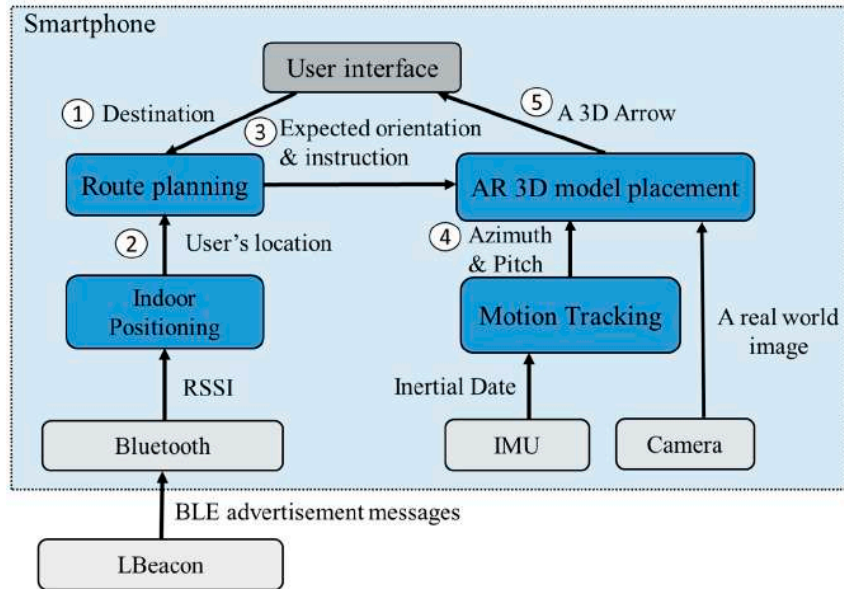 Smartphone
User interface
1 Destination
3 Expected orientation
& instruction
5 A 3D Arrow
Route planning
AR 3D model placement
2 User's location
4 Azimuth
& Pitch
Indoor
Positioning
Motion Tracking
A real world
image
RSSI
Inertial Date
Bluetooth
IMU
Camera
BLE advertisement messages
LBeacon